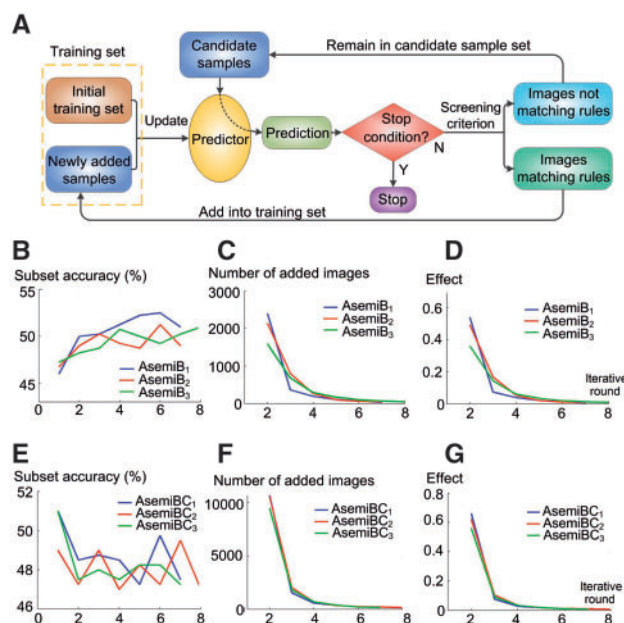 A
Training set
Initial
training set
Newly added
samples
Update
Candidate
samples
Predictor
Prediction
Stop
condition?
Y
N
Stop
Remain in candidate sample set
Screening
criterion
Images not
matching rules
Images
matching rules
Add into training set
B
Subset accuracy (%)
55
50
45
0 2 4 6 8
AsemiB1
AsemiB2
AsemiB3
C
Number of added images
3000
2000
1000
0
2 4 6 8
AsemiB1
AsemiB2
AsemiB3
D
Effect
0.6
0.4
0.2
0
2 4 6 8
AsemiB1
AsemiB2
AsemiB3
Iterative
round
E
Subset accuracy (%)
52
50
48
46
0 2 4 6 8
AsemiBC1
AsemiBC2
AsemiBC3
F
Number of added images
10000
5000
0
2 4 6 8
AsemiBC1
AsemiBC2
AsemiBC3
G
Effect
0.8
0.6
0.4
0.2
0
2 4 6 8
AsemiBC1
AsemiBC2
AsemiBC3
Iterative
round